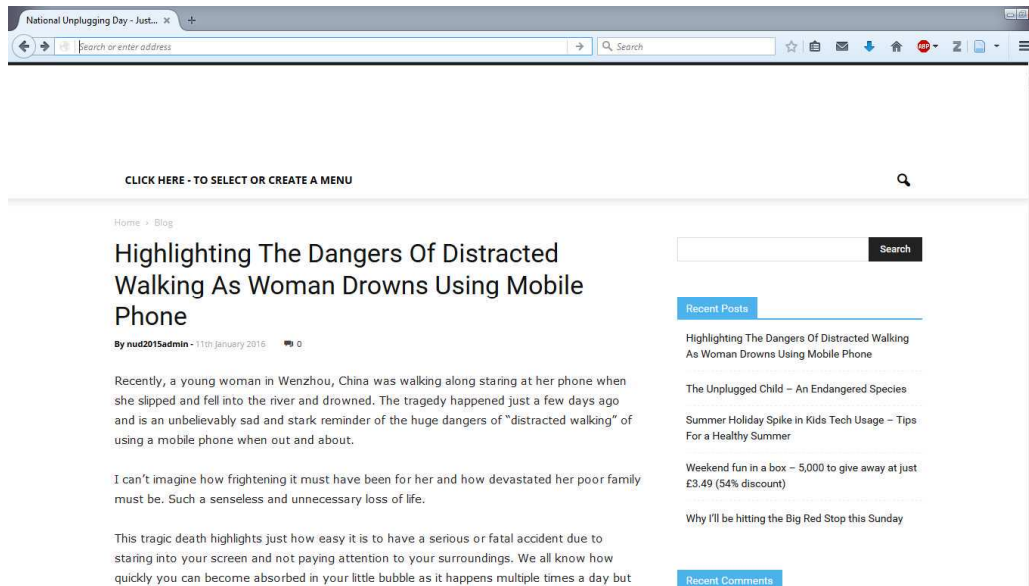 National Unplugging Day - Just...
Search or enter address
Search
ABP
Z
CLICK HERE - TO SELECT OR CREATE A MENU
Home › Blog
Highlighting The Dangers Of Distracted
Walking As Woman Drowns Using Mobile
Phone
By nud2015admin - 11th January 2016 0
Recently, a young woman in Wenzhou, China was walking along staring at her phone when
she slipped and fell into the river and drowned. The tragedy happened just a few days ago
and is an unbelievably sad and stark reminder of the huge dangers of “distracted walking” of
using a mobile phone when out and about.
I can’t imagine how frightening it must have been for her and how devastated her poor family
must be. Such a senseless and unnecessary loss of life.
This tragic death highlights just how easy it is to have a serious or fatal accident due to
staring into your screen and not paying attention to your surroundings. We all know how
quickly you can become absorbed in your little bubble as it happens multiple times a day but
Search
Recent Posts
Highlighting The Dangers Of Distracted Walking
As Woman Drowns Using Mobile Phone
The Unplugged Child – An Endangered Species
Summer Holiday Spike in Kids Tech Usage – Tips
For a Healthy Summer
Weekend fun in a box – 5,000 to give away at just
£3.49 (54% discount)
Why I’ll be hitting the Big Red Stop this Sunday
Recent Comments